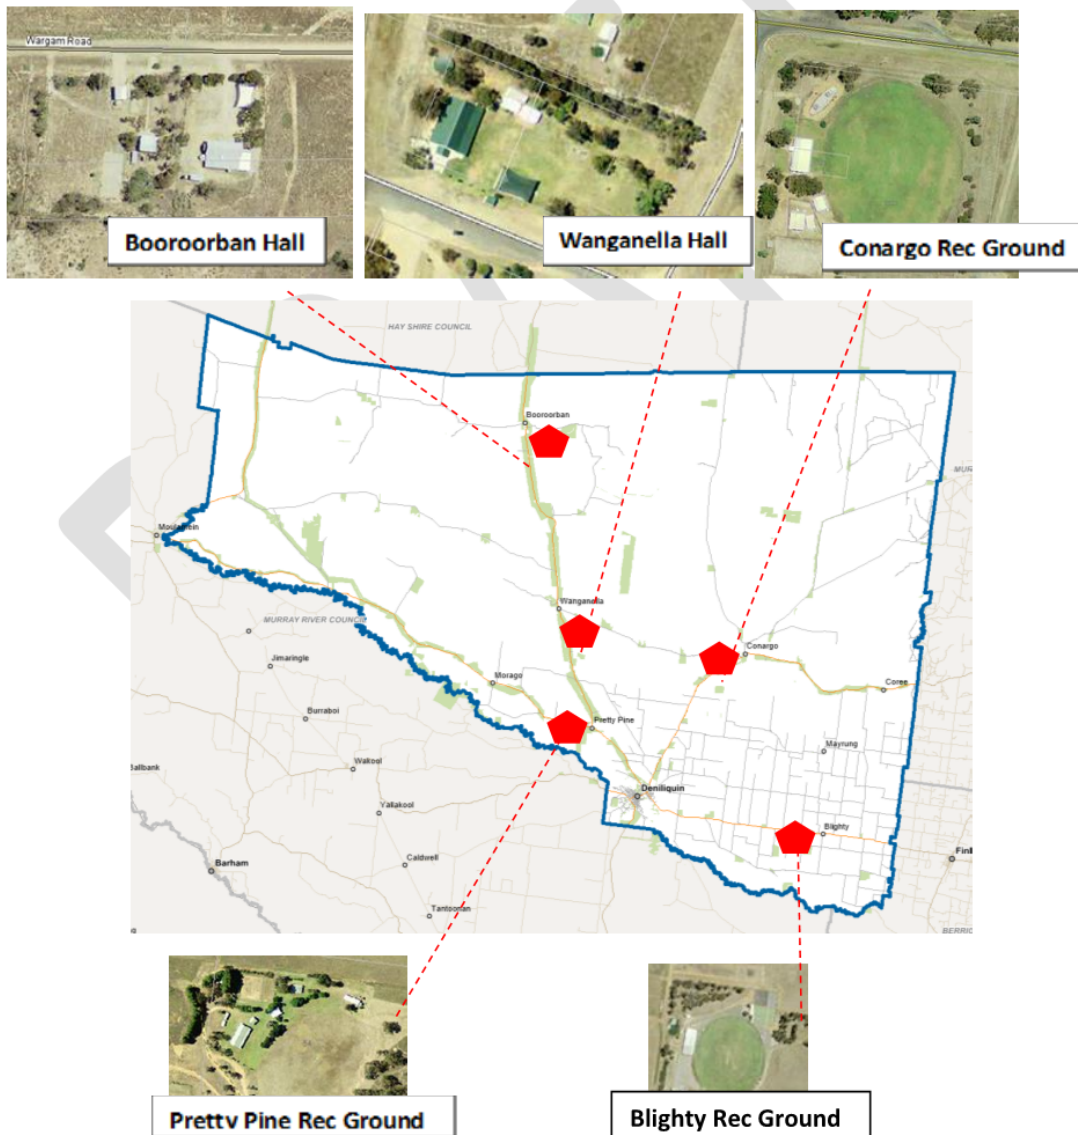 Wargam Road
Booroorban Hall
Wanganella Hall
Conargo Rec Ground
HAY SHIRE COUNCIL
Booroorban
Moulamein
Wanganella
MURRAY RIVER COUNCIL
Conargo
Jimaringle
Morago
Coree
Burraboi
Pretty Pine
Mayrung
Wakool
Deniliquin
Yallakool
Blighty
Caldwell
Barham
Tantoonan
Pretty Pine Rec Ground
Blighty Rec Ground